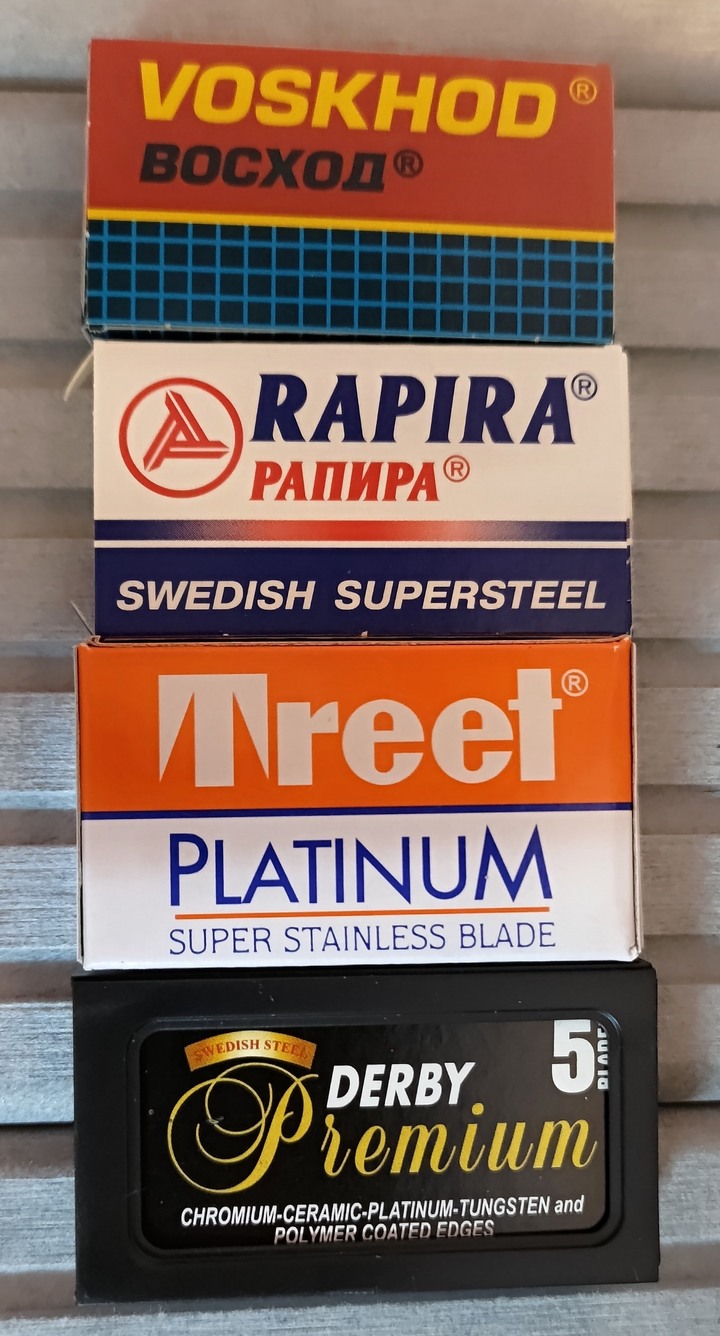 VOSKHOD®
ВОСХОД®
RAPIRA®
РАПИРА®
SWEDISH SUPERSTEEL
Treet®
PLATINUM
SUPER STAINLESS BLADE
SWEDISH STEEL
5
BLADE
DERBY
Premium
CHROMIUM-CERAMIC-PLATINUM-TUNGSTEN and
POLYMER COATED EDGES